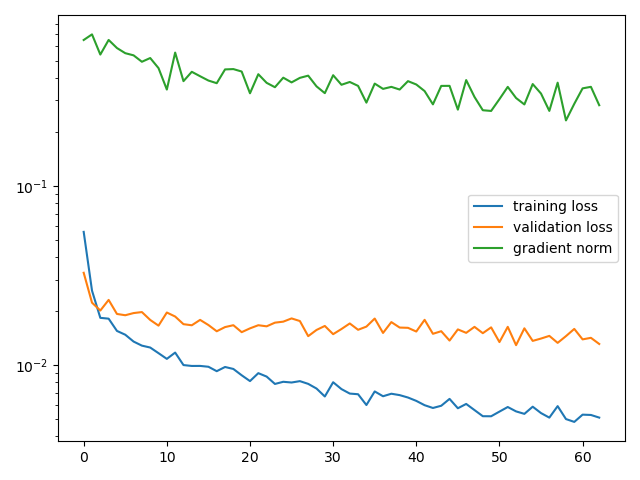 10⁻¹
10⁻²
training loss
validation loss
gradient norm
0 10 20 30 40 50 60